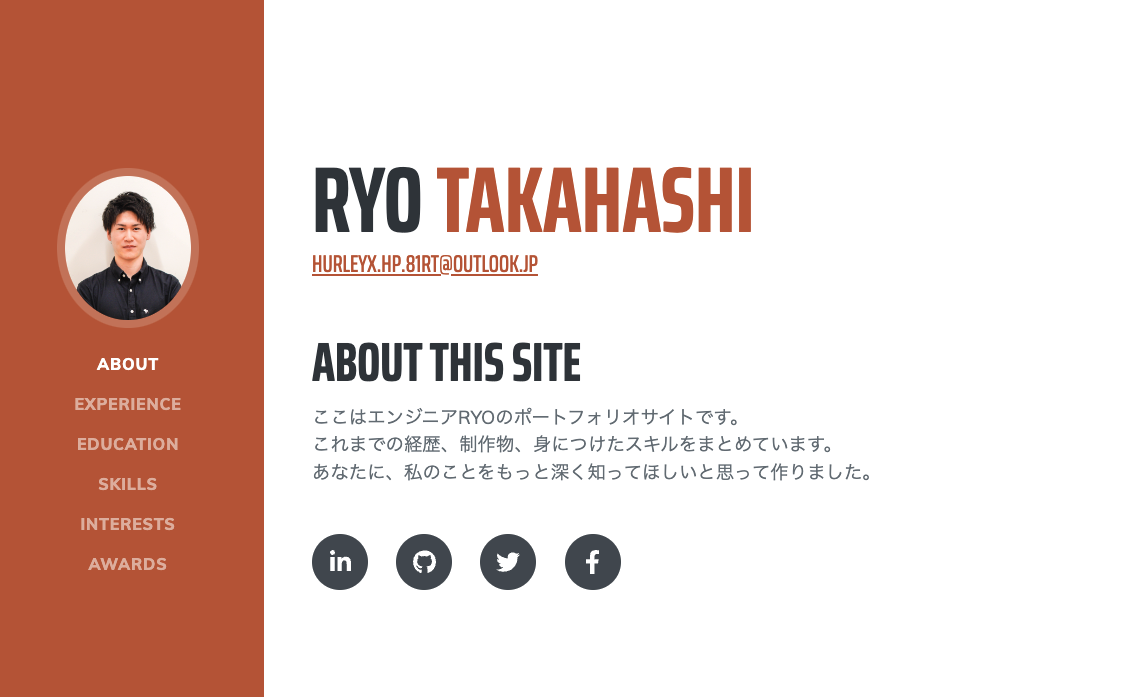 ABOUT
EXPERIENCE
EDUCATION
SKILLS
INTERESTS
AWARDS
RYO TAKAHASHI
HURLEYX.HP.81RT@OUTLOOK.JP
ABOUT THIS SITE
ここはエンジニアRYOのポートフォリオサイトです。
これまでの経歴、制作物、身につけたスキルをまとめています。
あなたに、私のことをもっと深く知ってほしいと思って作りました。